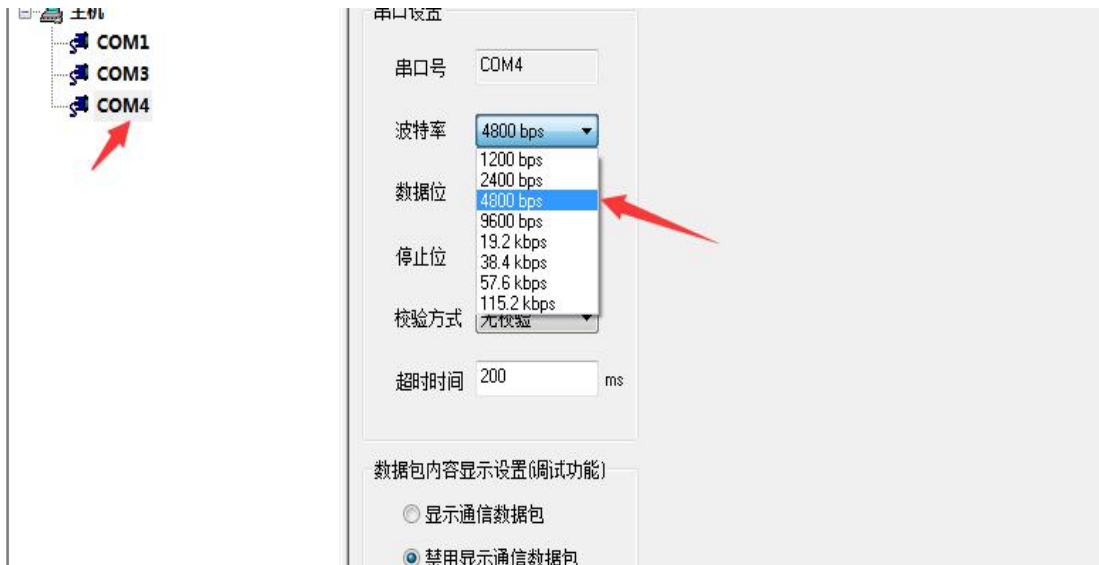 主机
COM1
COM3
COM4
串口设置
串口号 COM4
波特率 4800 bps
1200 bps
2400 bps
4800 bps
9600 bps
19.2 kbps
38.4 kbps
57.6 kbps
115.2 kbps
数据位
停止位
校验方式 无校验
超时时间 200 ms
数据包内容显示设置(调试功能)
显示通信数据包
禁用显示通信数据包